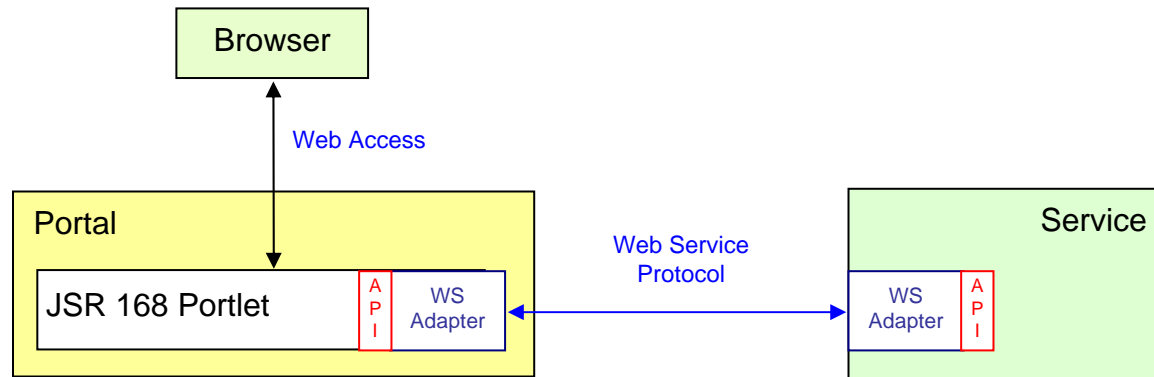 Browser
Web Access
Portal
Service
Web Service
Protocol
JSR 168 Portlet
A
P
I
WS
Adapter
WS
Adapter
A
P
I